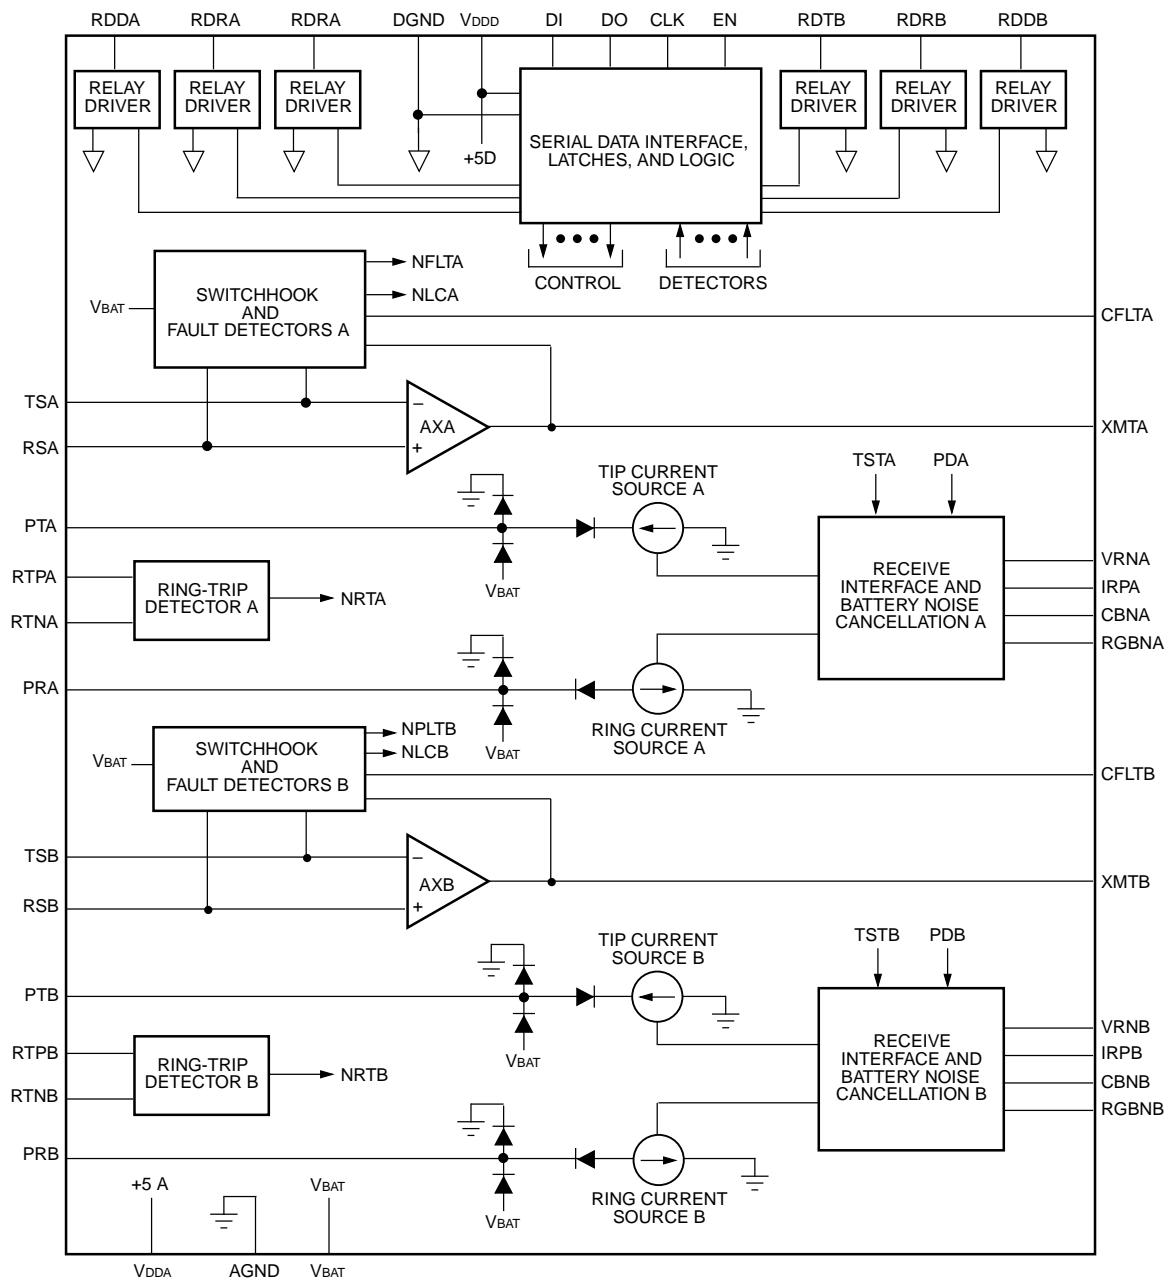 RDDA RDRA RDRA DGND VDDD DI DO CLK EN RDTB RDRB RDDB
RELAY
DRIVER
RELAY
DRIVER
RELAY
DRIVER
SERIAL DATA INTERFACE,
LATCHES, AND LOGIC
RELAY
DRIVER
RELAY
DRIVER
RELAY
DRIVER
+5D
CONTROL
DETECTORS
VBAT
SWITCHHOOK
AND
FAULT DETECTORS A
NFLTA
NLCA
CFLTA
TSA
RSA
−
AXA
+
XMTA
TIP CURRENT
SOURCE A
TSTA
PDA
PTA
VBAT
RTPA
RTNA
RING-TRIP
DETECTOR A
NRTA
RECEIVE
INTERFACE AND
BATTERY NOISE
CANCELLATION A
VRNA
IRPA
CBNA
RGBNA
PRA
VBAT
RING CURRENT
SOURCE A
VBAT
SWITCHHOOK
AND
FAULT DETECTORS B
NPLTB
NLCB
CFLTB
TSB
RSB
−
AXB
+
XMTB
TIP CURRENT
SOURCE B
TSTB
PDB
PTB
VBAT
RTPB
RTNB
RING-TRIP
DETECTOR B
NRTB
RECEIVE
INTERFACE AND
BATTERY NOISE
CANCELLATION B
VRNB
IRPB
CBNB
RGBNB
PRB
VBAT
RING CURRENT
SOURCE B
+5 A
VBAT
VDDA
AGND
VBAT